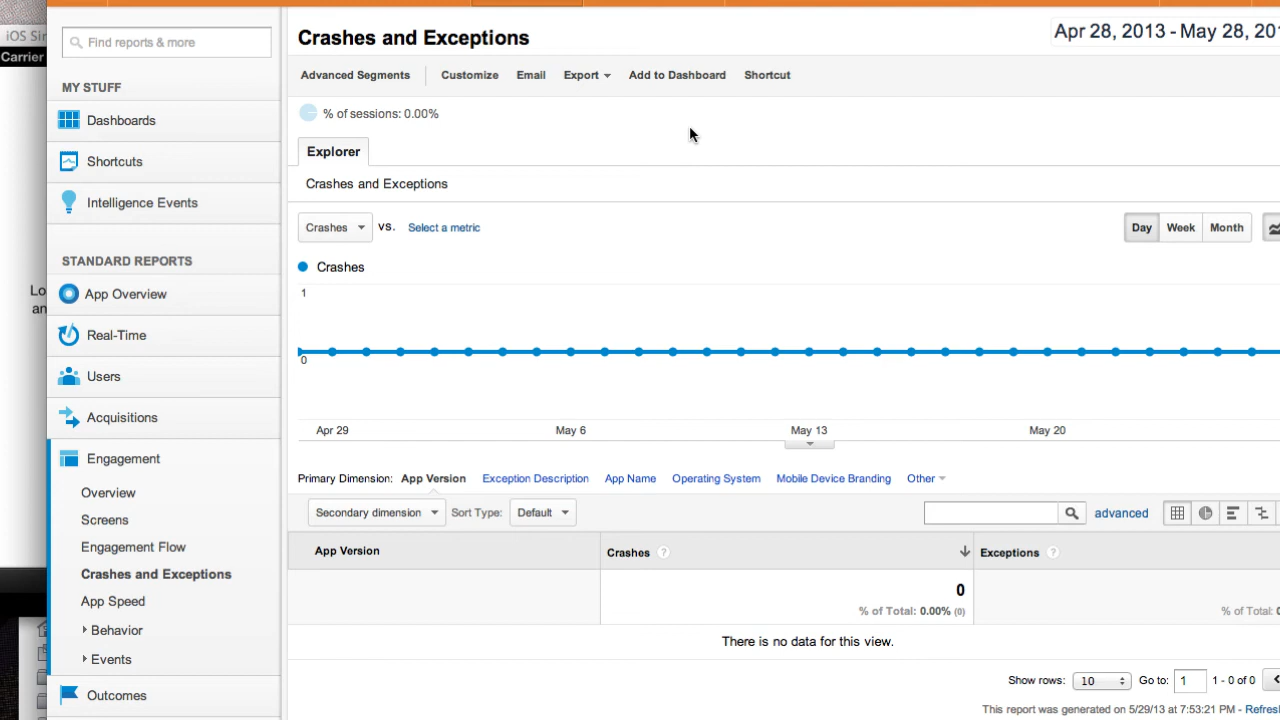 iOS Sir
Carrier
Lo
an
Find reports & more
MY STUFF
Dashboards
Shortcuts
Intelligence Events
STANDARD REPORTS
App Overview
Real-Time
Users
Acquisitions
Engagement
Overview
Screens
Engagement Flow
Crashes and Exceptions
App Speed
Behavior
Events
Outcomes
Crashes and Exceptions
Apr 28, 2013 - May 28, 201
Advanced Segments
Customize
Email
Export
Add to Dashboard
Shortcut
% of sessions: 0.00%
Explorer
Crashes and Exceptions
Crashes
VS.
Select a metric
Day
Week
Month
Crashes
1
0
Apr 29
May 6
May 13
May 20
Primary Dimension: App Version Exception Description App Name Operating System Mobile Device Branding Other
Secondary dimension
Sort Type:
Default
advanced
App Version
Crashes ?
Exceptions ?
0
% of Total: 0.00% (0)
% of Total: 0
There is no data for this view.
Show rows: 10 Go to: 1 1 - 0 of 0
This report was generated on 5/29/13 at 7:53:21 PM - Refresh